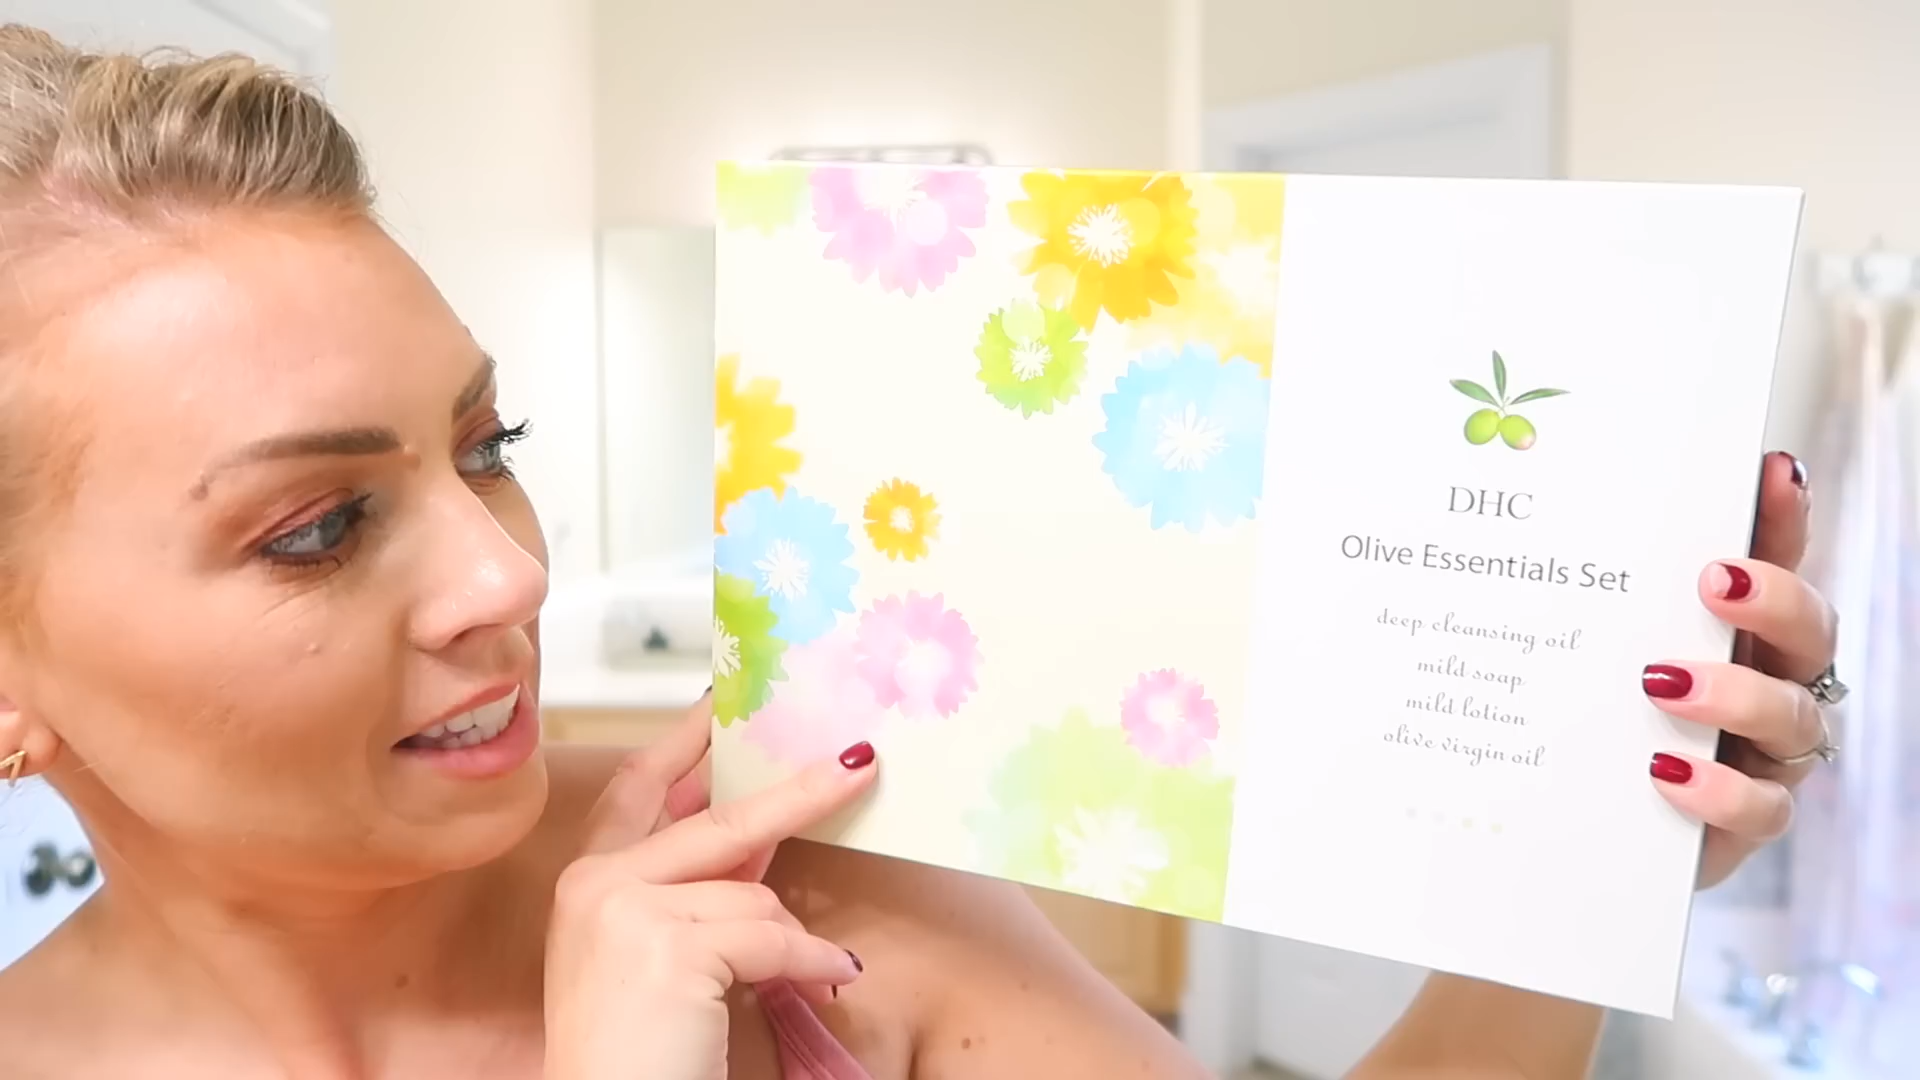 DHC
Olive Essentials Set
deep cleansing oil
mild soap
mild lotion
olive virgin oil